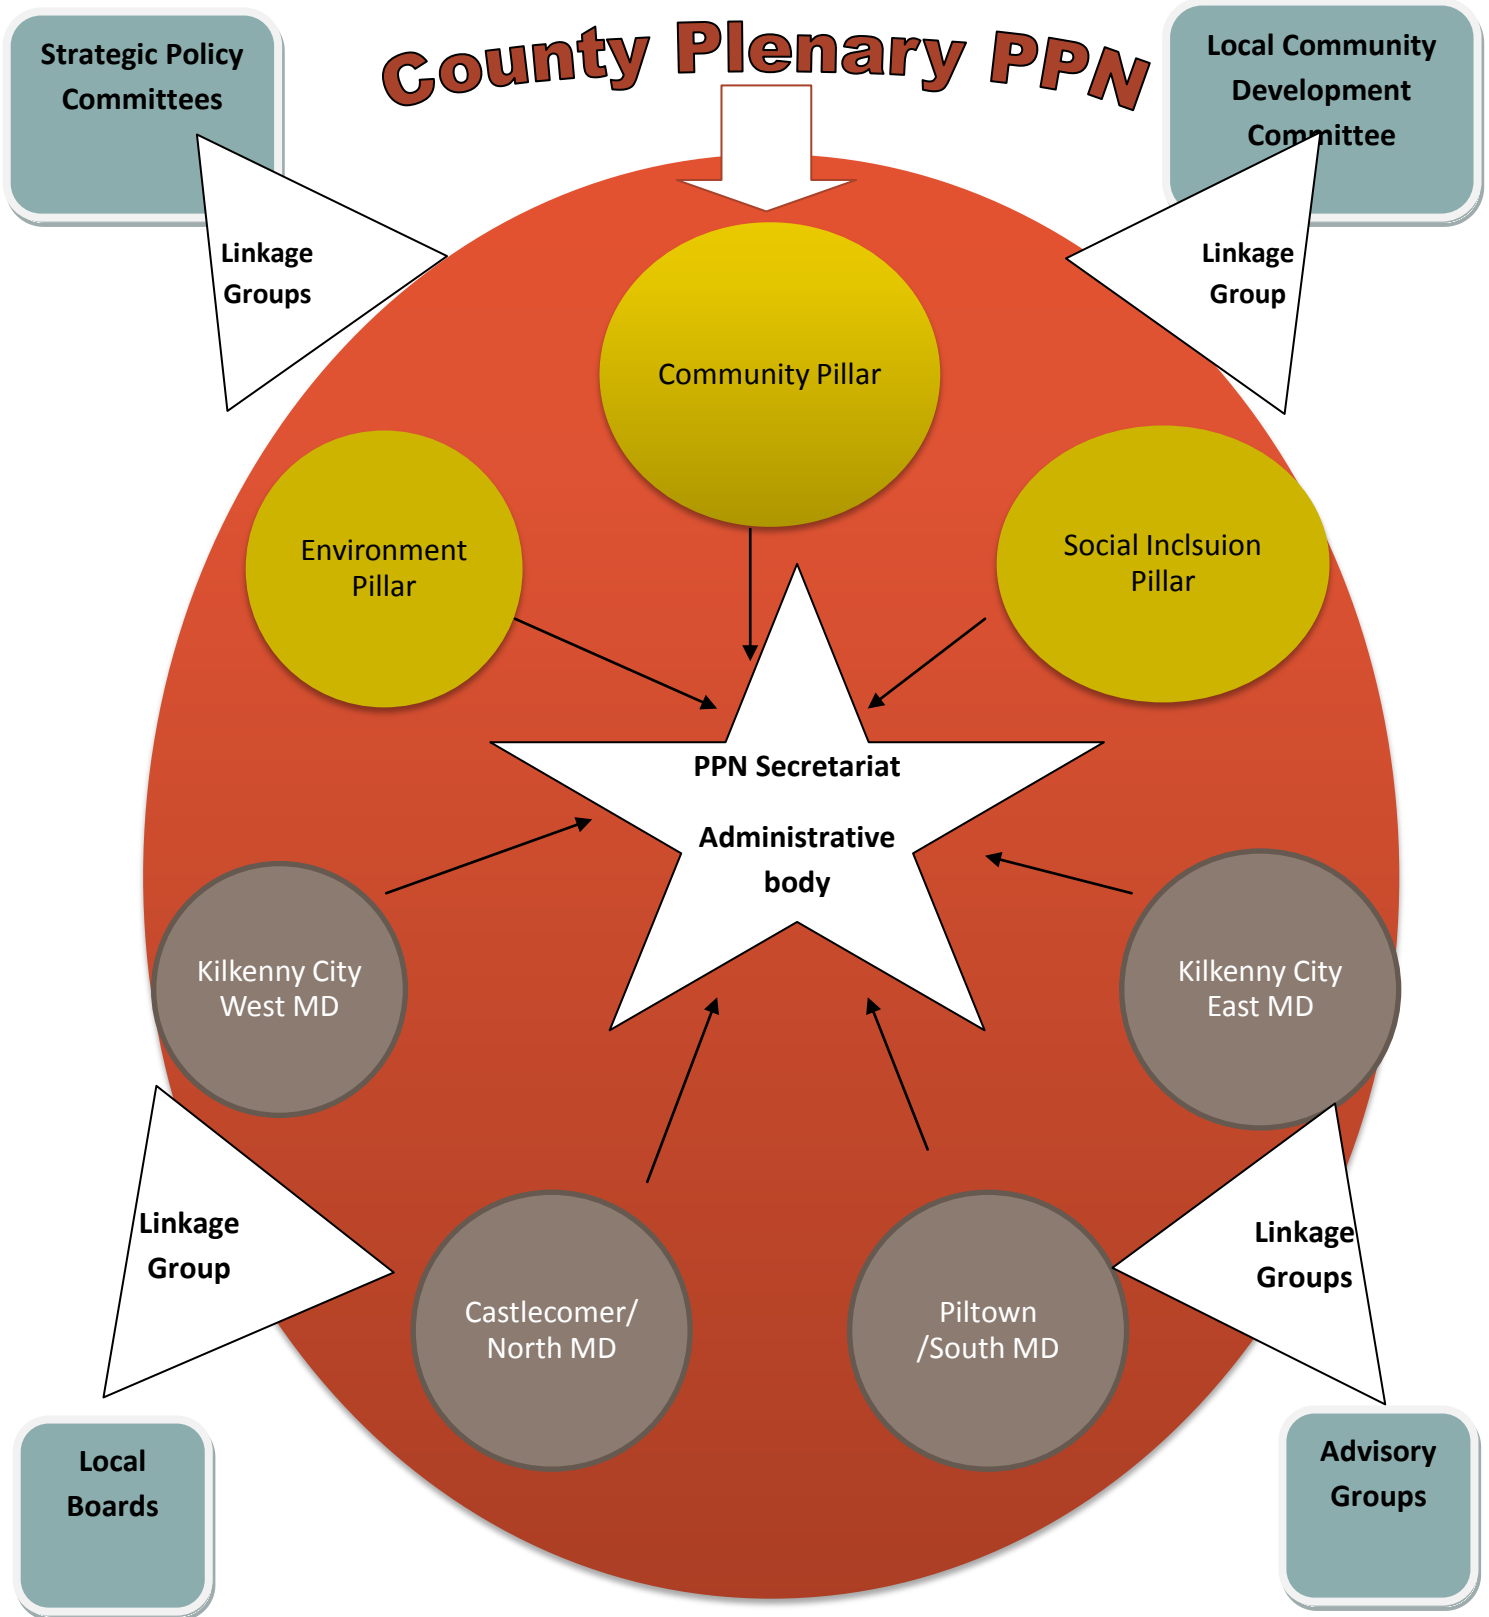 County Plenary PPN
Strategic Policy
Committees
Local Community
Development
Committee
Linkage
Groups
Linkage
Group
Community Pillar
Environment
Pillar
Social Inclsuion
Pillar
PPN Secretariat
Administrative
body
Kilkenny City
West MD
Kilkenny City
East MD
Linkage
Group
Linkage
Groups
Castlecomer/
North MD
Piltown
/South MD
Local
Boards
Advisory
Groups